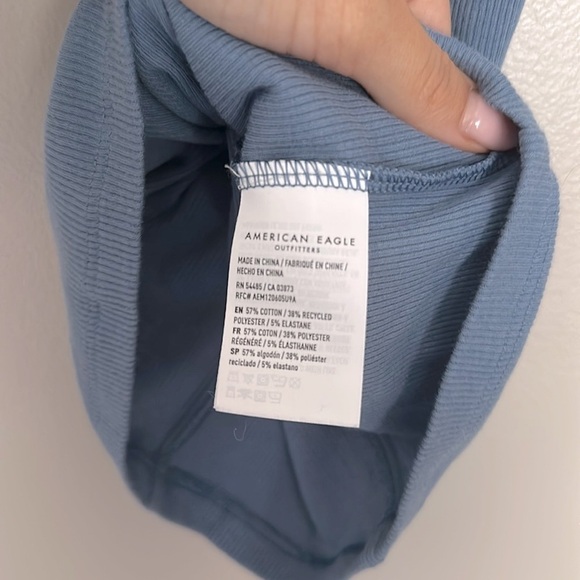 AMERICAN EAGLE
OUTFITTERS
MADE IN CHINA / FABRIQUÉ EN CHINE /
HECHO EN CHINA
RN 54485 / CA 03873
RFC# AEM120605U9A
EN 57% COTTON / 38% RECYCLED
POLYESTER / 5% ELASTANE
FR 57% COTON / 38% POLYESTER
RÉGÉNÉRÉ / 5% ÉLASTHANNE
SP 57% algodón / 38% poliéster
reciclado / 5% elastano